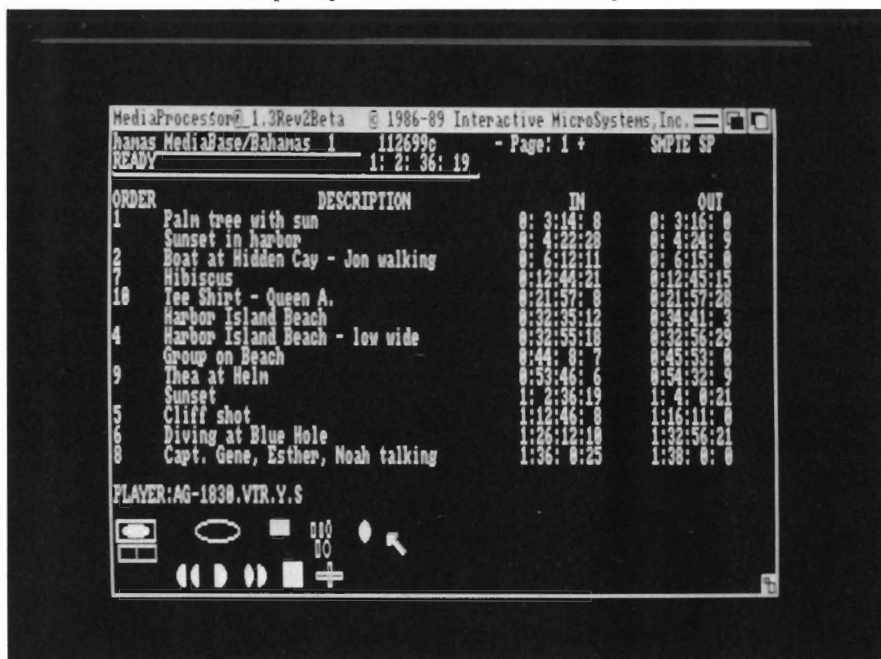 MediaProcessor@_1.3Rev2Beta © 1986-89 Interactive MicroSystems,Inc.
hamas MediaBase/Bahamas 1 112699c - Page: 1 + SMPTE SP
READY 1: 2: 36: 19
ORDER DESCRIPTION IN OUT
1 Palm tree with sun 0: 3:14: 8 0: 3:16: 0
Sunset in harbor 0: 4:22:28 0: 4:24: 9
2 Boat at Hidden Cay - Jon walking 0: 6:12:11 0: 6:15: 0
7 Hibiscus 0:12:44:21 0:12:45:15
10 Tee Shirt - Queen A. 0:21:57: 8 0:21:57:28
Harbor Island Beach 0:32:35:12 0:34:41: 3
4 Harbor Island Beach - low wide 0:32:55:18 0:32:56:29
Group on Beach 0:44: 8: 7 0:45:53: 0
9 Thea at Helm 0:53:46: 6 0:54:32: 9
Sunset 1: 2:36:19 1: 4: 0:21
5 Cliff shot 1:12:46: 8 1:16:11: 0
6 Diving at Blue Hole 1:26:12:10 1:32:56:21
8 Capt. Gene, Esther, Noah talking 1:36: 0:25 1:38: 0: 0
PLAYER:AG-1830.VTR.Y.S